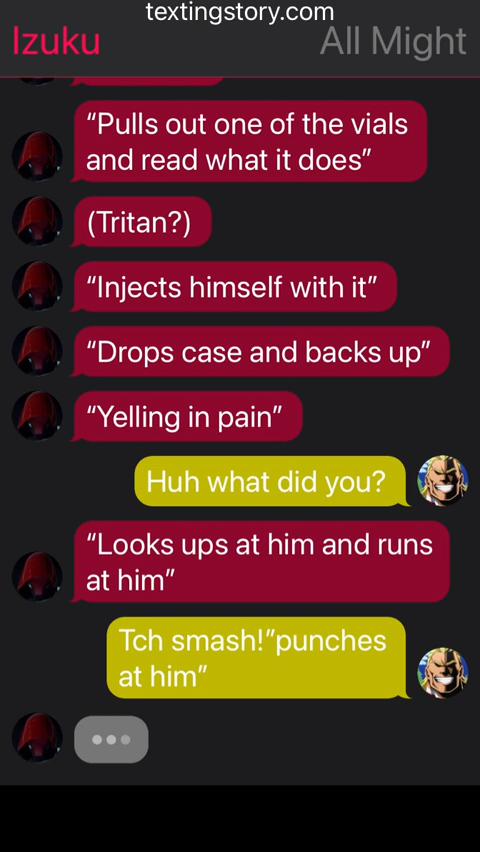 textingstory.com
Izuku
All Might
“Pulls out one of the vials
and read what it does”
(Tritan?)
“Injects himself with it”
“Drops case and backs up”
“Yelling in pain”
Huh what did you?
“Looks ups at him and runs
at him”
Tch smash!”punches
at him”